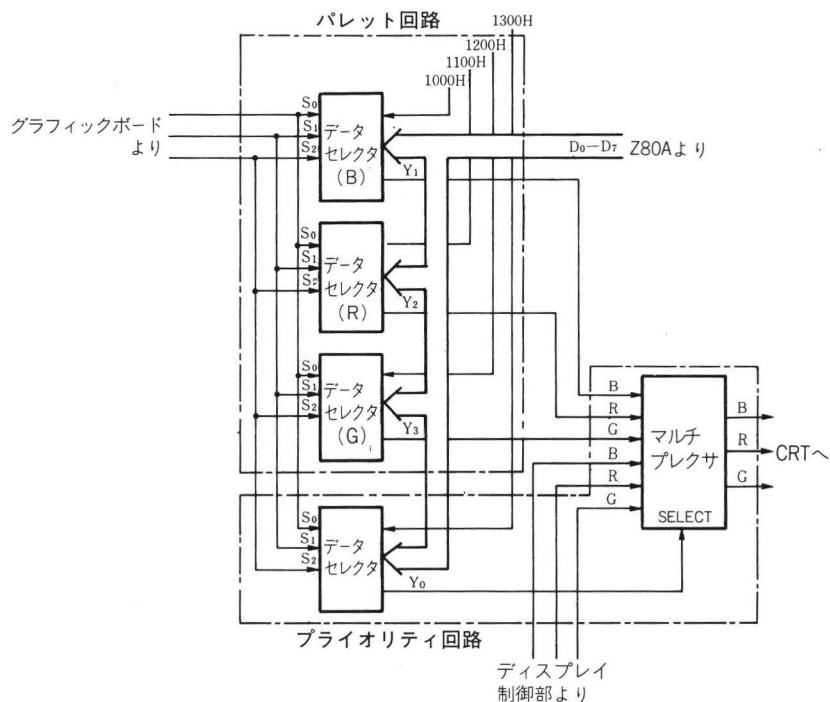 パレット回路
1300H
1200H
1100H
1000H
グラフィックボード
より
S0
S1
S2
データ
セレクタ
(B)
Y1
D0－D7 Z80Aより
S0
S1
S2
データ
セレクタ
(R)
Y2
S0
S1
S2
データ
セレクタ
(G)
Y3
B
R
G
B
R
G
マルチ
プレクサ
SELECT
B
R
G
CRTへ
S0
S1
S2
データ
セレクタ
Y0
プライオリティ回路
ディスプレイ
制御部より